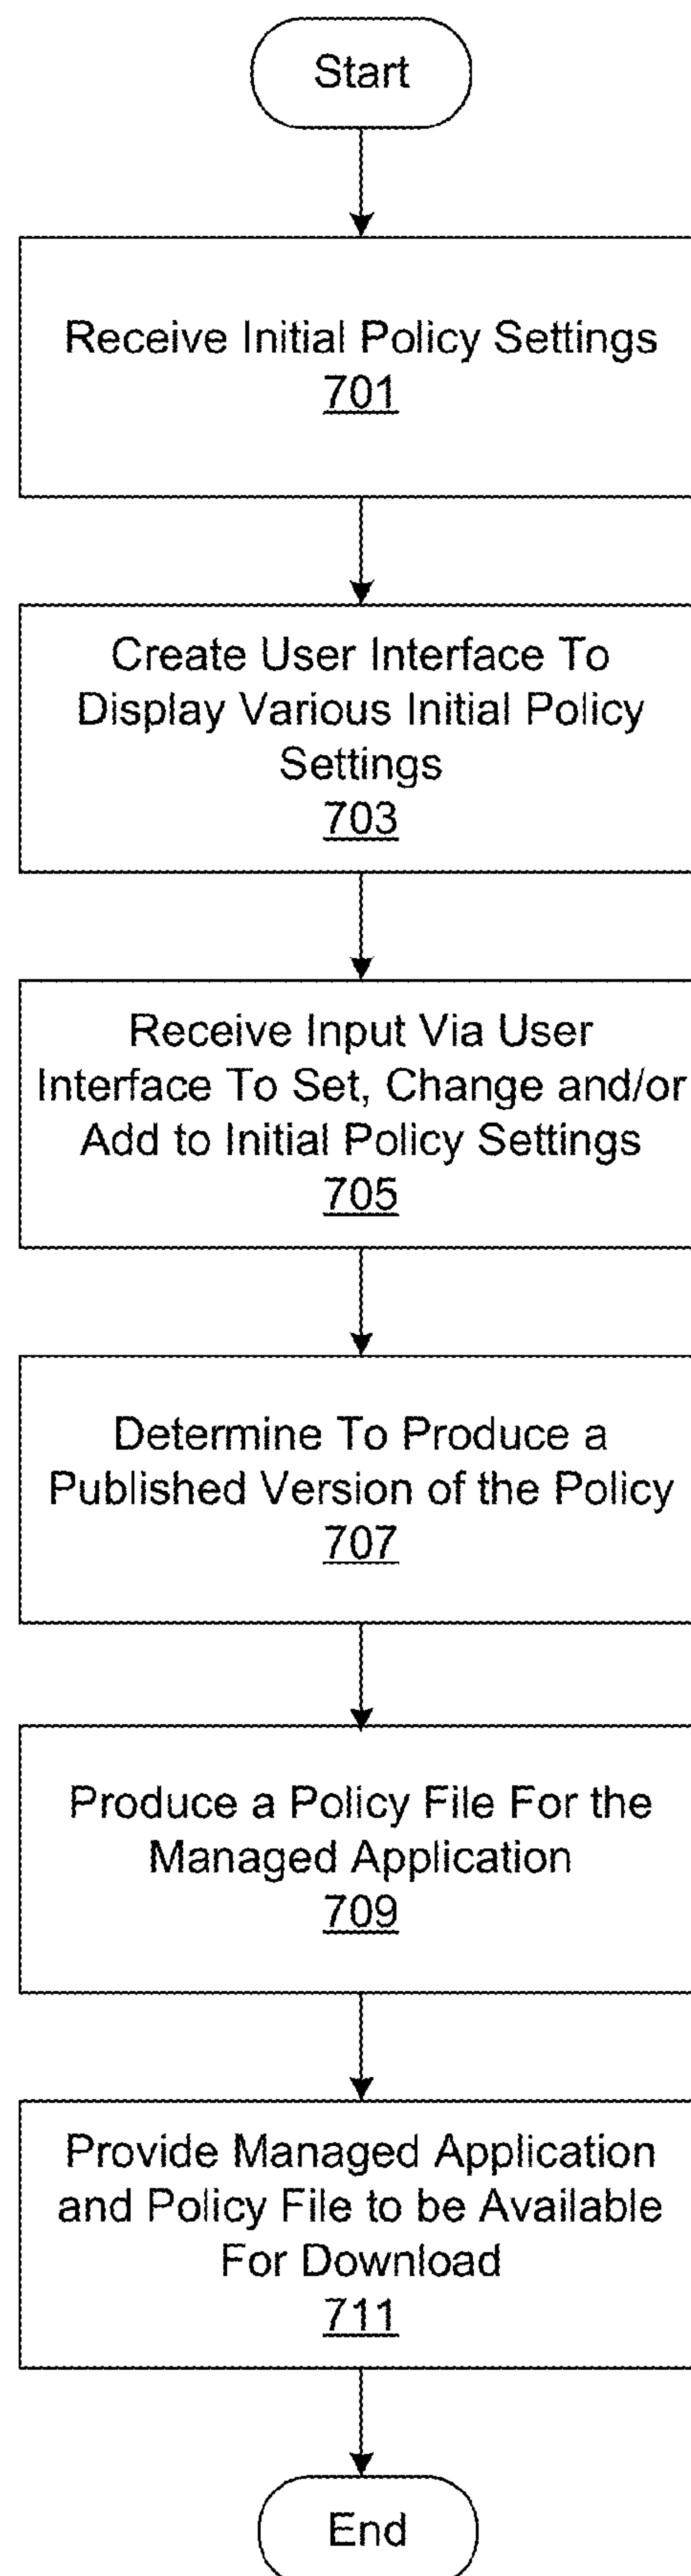 Start
Receive Initial Policy Settings
701
Create User Interface To
Display Various Initial Policy
Settings
703
Receive Input Via User
Interface To Set, Change and/or
Add to Initial Policy Settings
705
Determine To Produce a
Published Version of the Policy
707
Produce a Policy File For the
Managed Application
709
Provide Managed Application
and Policy File to be Available
For Download
711
End